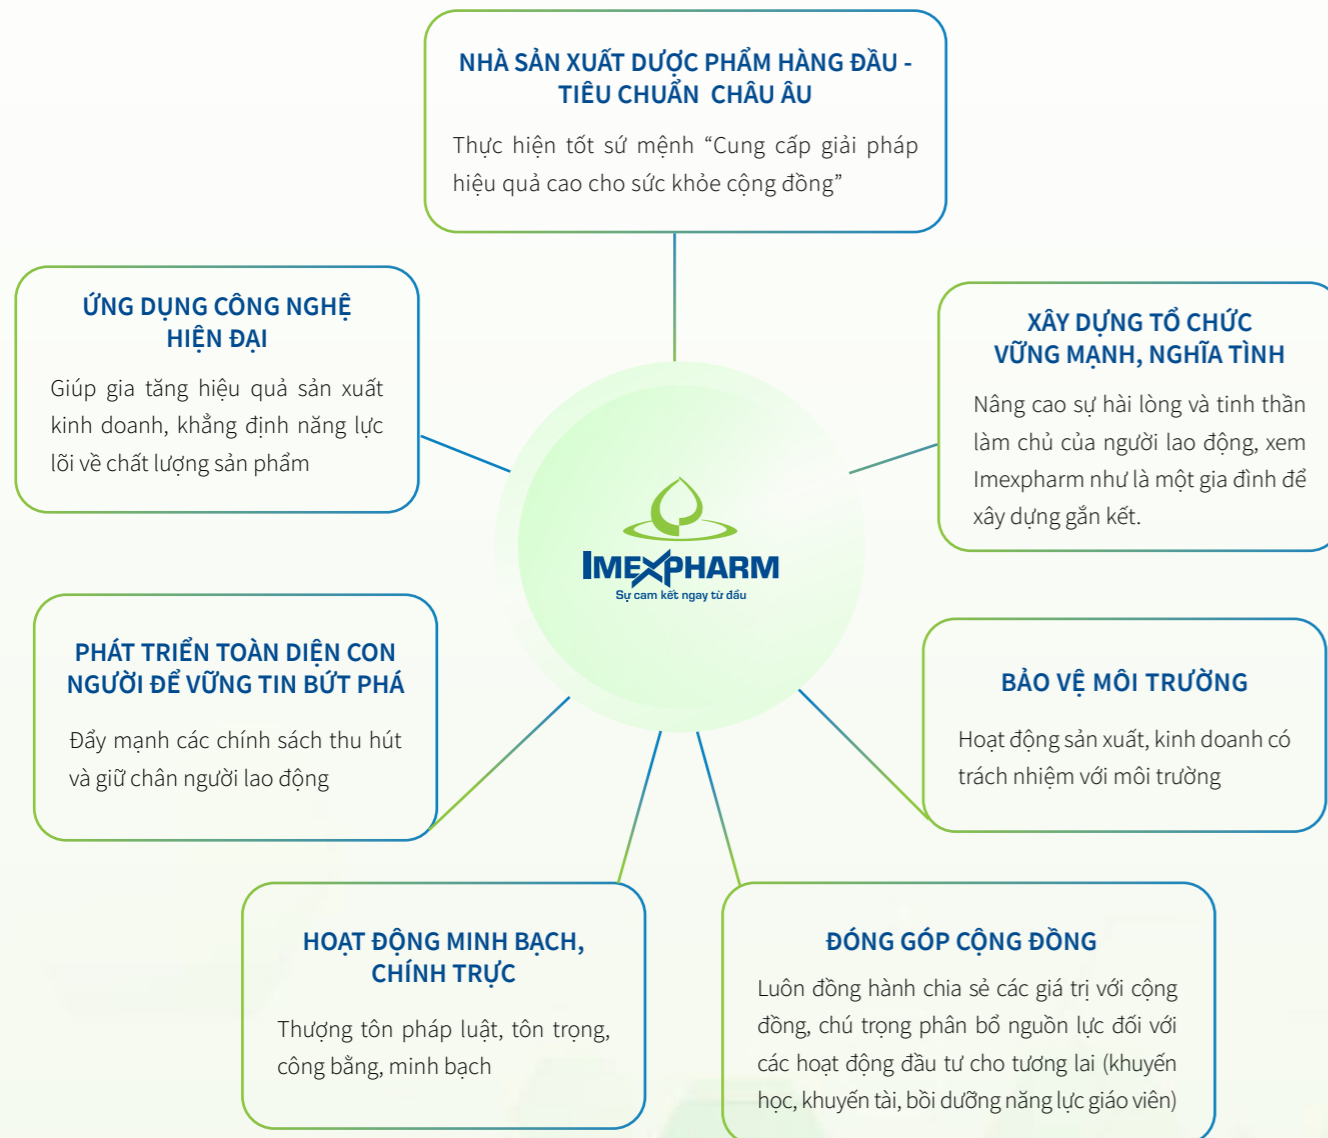 NHÀ SẢN XUẤT DƯỢC PHẨM HÀNG ĐẦU -
TIÊU CHUẨN CHÂU ÂU
Thực hiện tốt sứ mệnh “Cung cấp giải pháp
hiệu quả cao cho sức khỏe cộng đồng”
ỨNG DỤNG CÔNG NGHỆ
HIỆN ĐẠI
Giúp gia tăng hiệu quả sản xuất
kinh doanh, khẳng định năng lực
lõi về chất lượng sản phẩm
XÂY DỰNG TỔ CHỨC
VỮNG MẠNH, NGHĨA TÌNH
Nâng cao sự hài lòng và tinh thần
làm chủ của người lao động, xem
Imexpharm như là một gia đình để
xây dựng gắn kết.
IMEXPHARM
Sự cam kết ngay từ đầu
PHÁT TRIỂN TOÀN DIỆN CON
NGƯỜI ĐỂ VỮNG TIN BỨT PHÁ
Đẩy mạnh các chính sách thu hút
và giữ chân người lao động
BẢO VỆ MÔI TRƯỜNG
Hoạt động sản xuất, kinh doanh có
trách nhiệm với môi trường
HOẠT ĐỘNG MINH BẠCH,
CHÍNH TRỰC
Thượng tôn pháp luật, tôn trọng,
công bằng, minh bạch
ĐÓNG GÓP CỘNG ĐỒNG
Luôn đồng hành chia sẻ các giá trị với cộng
đồng, chú trọng phân bổ nguồn lực đối với
các hoạt động đầu tư cho tương lai (khuyến
học, khuyến tài, bồi dưỡng năng lực giáo viên)